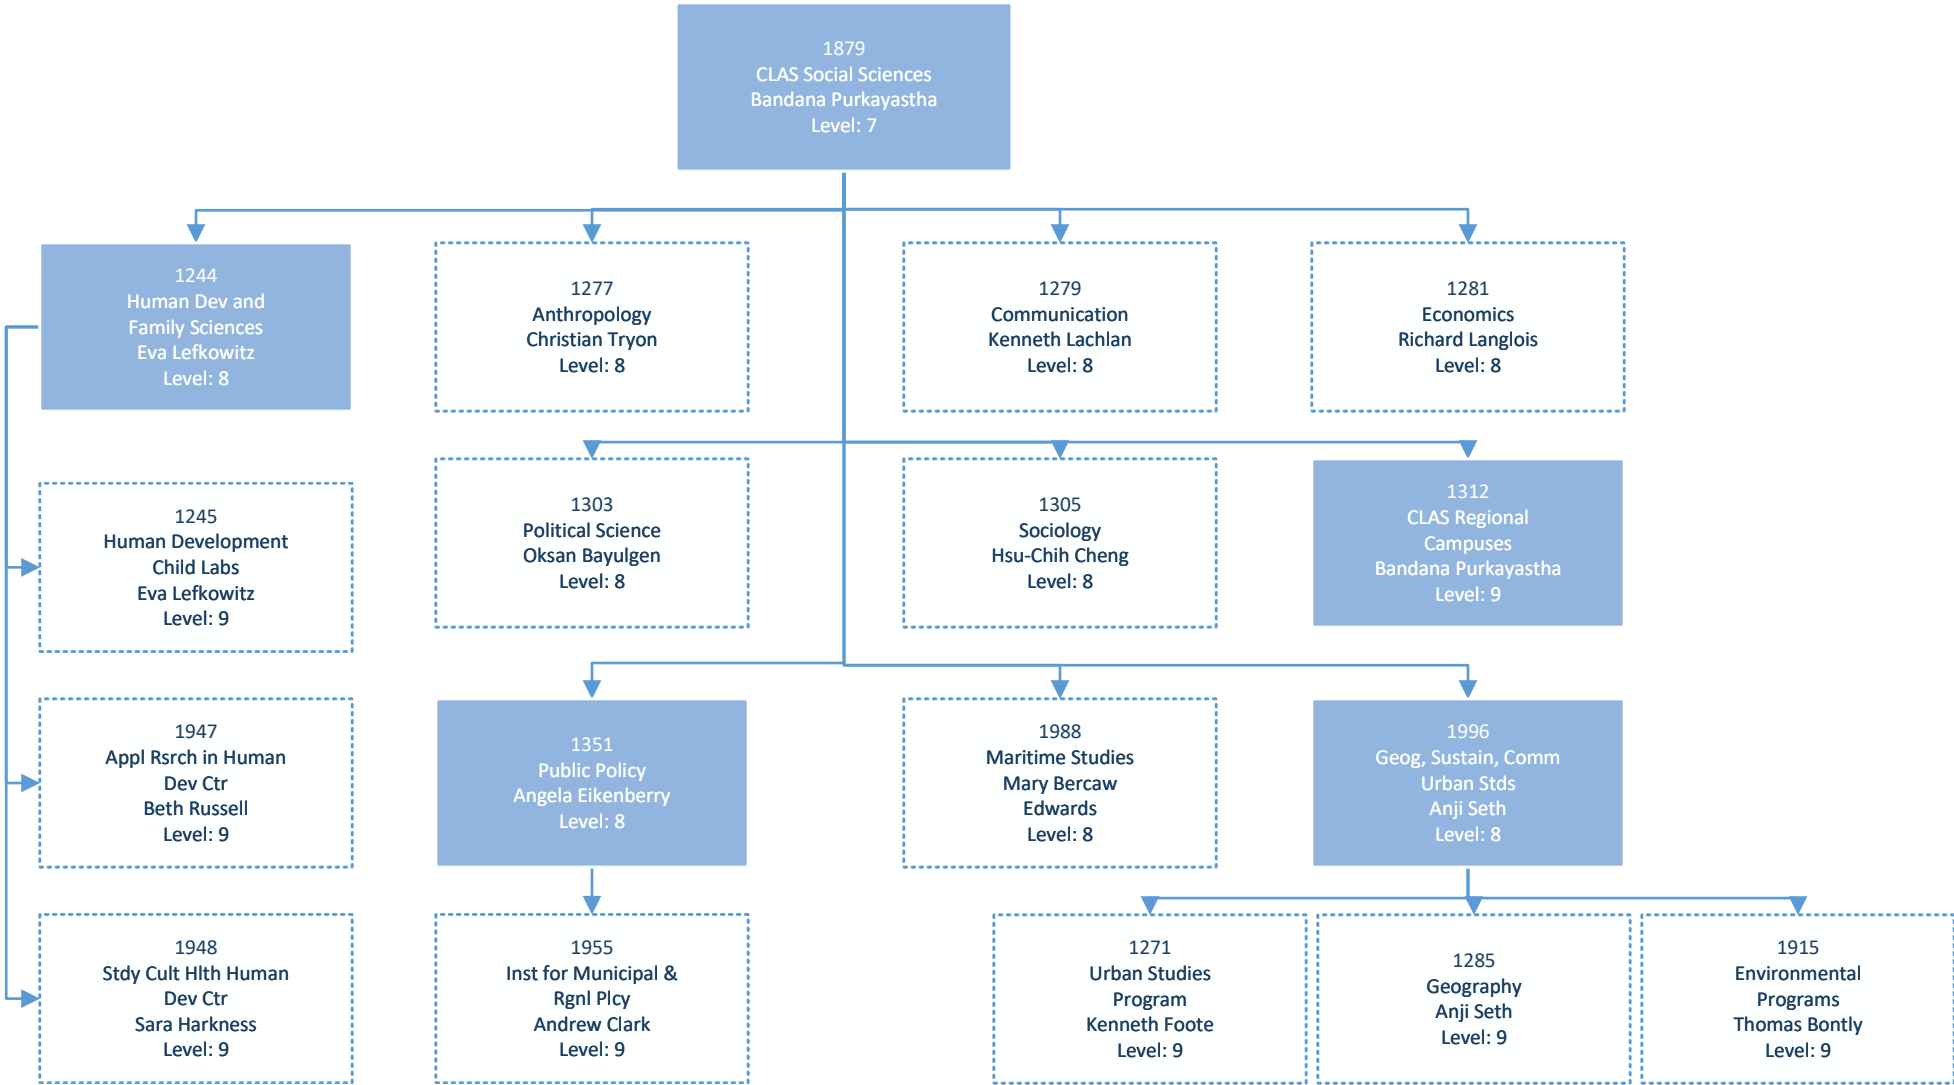 1879
CLAS Social Sciences
Bandana Purkayastha
Level: 7
1244
Human Dev and
Family Sciences
Eva Lefkowitz
Level: 8
1277
Anthropology
Christian Tryon
Level: 8
1279
Communication
Kenneth Lachlan
Level: 8
1281
Economics
Richard Langlois
Level: 8
1245
Human Development
Child Labs
Eva Lefkowitz
Level: 9
1303
Political Science
Oksan Bayulgen
Level: 8
1305
Sociology
Hsu-Chih Cheng
Level: 8
1312
CLAS Regional
Campuses
Bandana Purkayastha
Level: 9
1947
Appl Rsrch in Human
Dev Ctr
Beth Russell
Level: 9
1351
Public Policy
Angela Eikenberry
Level: 8
1988
Maritime Studies
Mary Bercaw
Edwards
Level: 8
1996
Geog, Sustain, Comm
Urban Stds
Anji Seth
Level: 8
1948
Stdy Cult Hlth Human
Dev Ctr
Sara Harkness
Level: 9
1955
Inst for Municipal &
Rgnl Plcy
Andrew Clark
Level: 9
1271
Urban Studies
Program
Kenneth Foote
Level: 9
1285
Geography
Anji Seth
Level: 9
1915
Environmental
Programs
Thomas Bontly
Level: 9